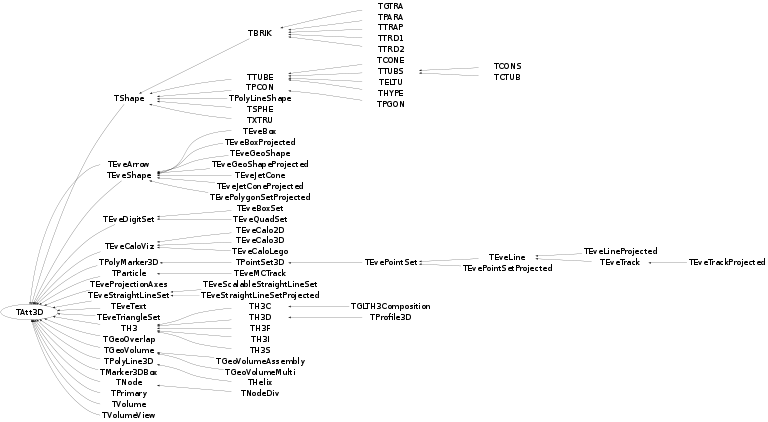 TGTRA
TPARA
TTRAP
TBRIK
TTRD1
TTRD2
TCONE
TCONS
TTUBS
TTUBE
TCTUB
TELTU
TPCON
THYPE
TShape
TPolyLineShape
TPGON
TSPHE
TXTRU
TEveBox
TEveBoxProjected
TEveGeoShape
TEveArrow
TEveGeoShapeProjected
TEveShape
TEveJetCone
TEveJetConeProjected
TEvePolygonSetProjected
TEveBoxSet
TEveDigitSet
TEveQuadSet
TEveCalo2D
TEveCalo3D
TEveCaloViz
TEveCaloLego
TEveLineProjected
TEveLine
TPolyMarker3D
TPointSet3D
TEvePointSet
TEveTrack
TEveTrackProjected
TEvePointSetProjected
TParticle
TEveMCTrack
TEveProjectionAxes
TEveScalableStraightLineSet
TEveStraightLineSet
TEveStraightLineSetProjected
TEveText
TH3C
TGLTH3Composition
TAtt3D
TEveTriangleSet
TH3D
TProfile3D
TH3
TH3F
TGeoOverlap
TH3I
TGeoVolume
TH3S
TPolyLine3D
TGeoVolumeAssembly
TMarker3DBox
TGeoVolumeMulti
TNode
THelix
TPrimary
TNodeDiv
TVolume
TVolumeView